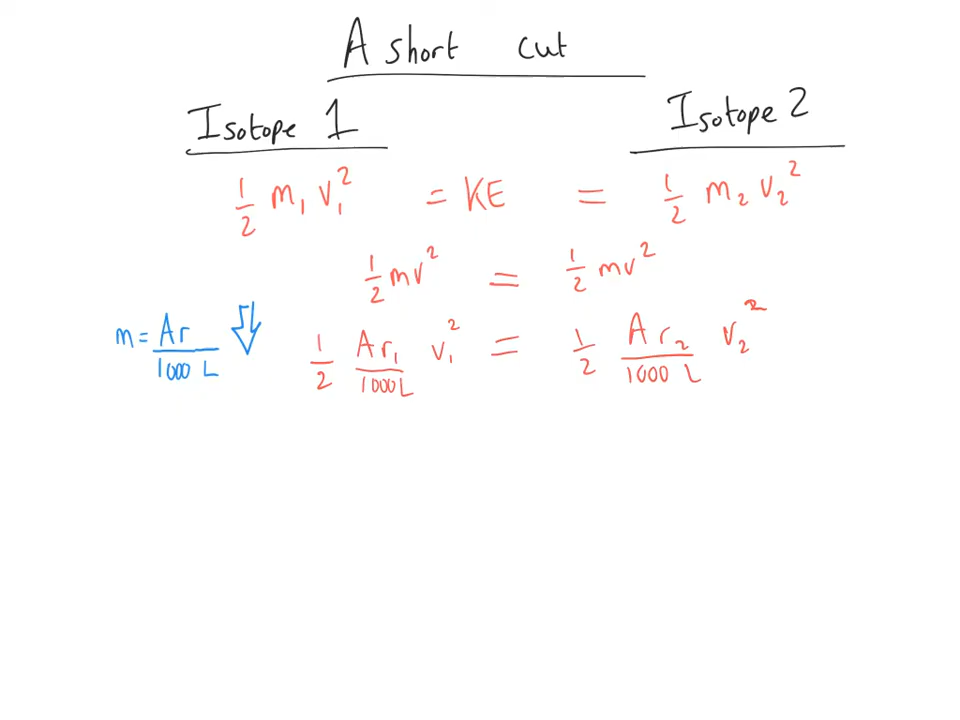 A short cut
Isotope 1
Isotope 2
½ m₁ v₁² = KE = ½ m₂ v₂²
½ mv² = ½ mv²
m = Ar / 1000 L ⇩ ½ Ar₁ / 1000L v₁² = ½ Ar₂ / 1000 L v₂²